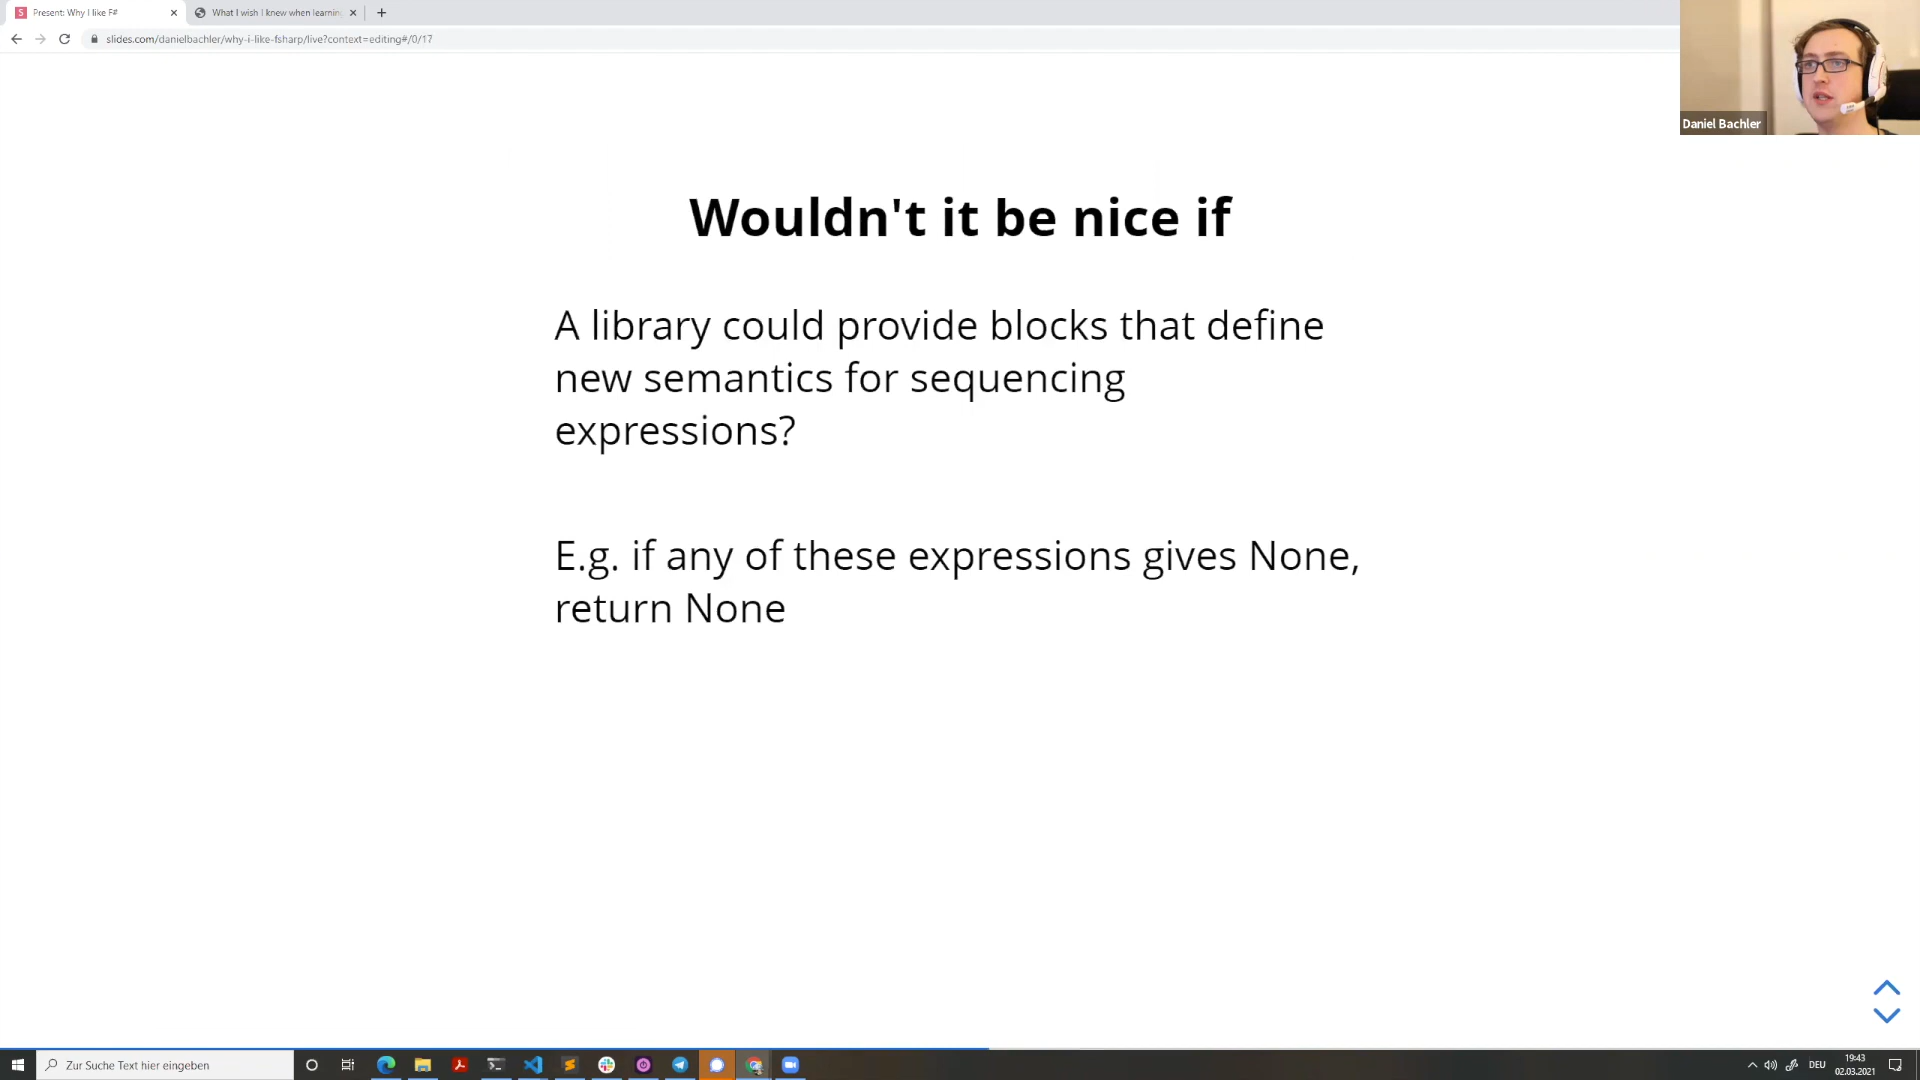 Present: Why I like F#
What I wish I knew when learnin
slides.com/danielbachler/why-i-like-fsharp/live?context=editing#/0/17
Daniel Bachler
Wouldn't it be nice if
A library could provide blocks that define
new semantics for sequencing
expressions?
E.g. if any of these expressions gives None,
return None
Zur Suche Text hier eingeben
DEU
19:43
02.03.2021